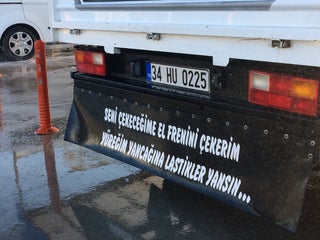 34 HU 0225
SENİ ÇEKECEĞİME EL FRENİNİ ÇEKERİM
YÜREĞİM YANCAĞINA LASTİKLER YANSIN...